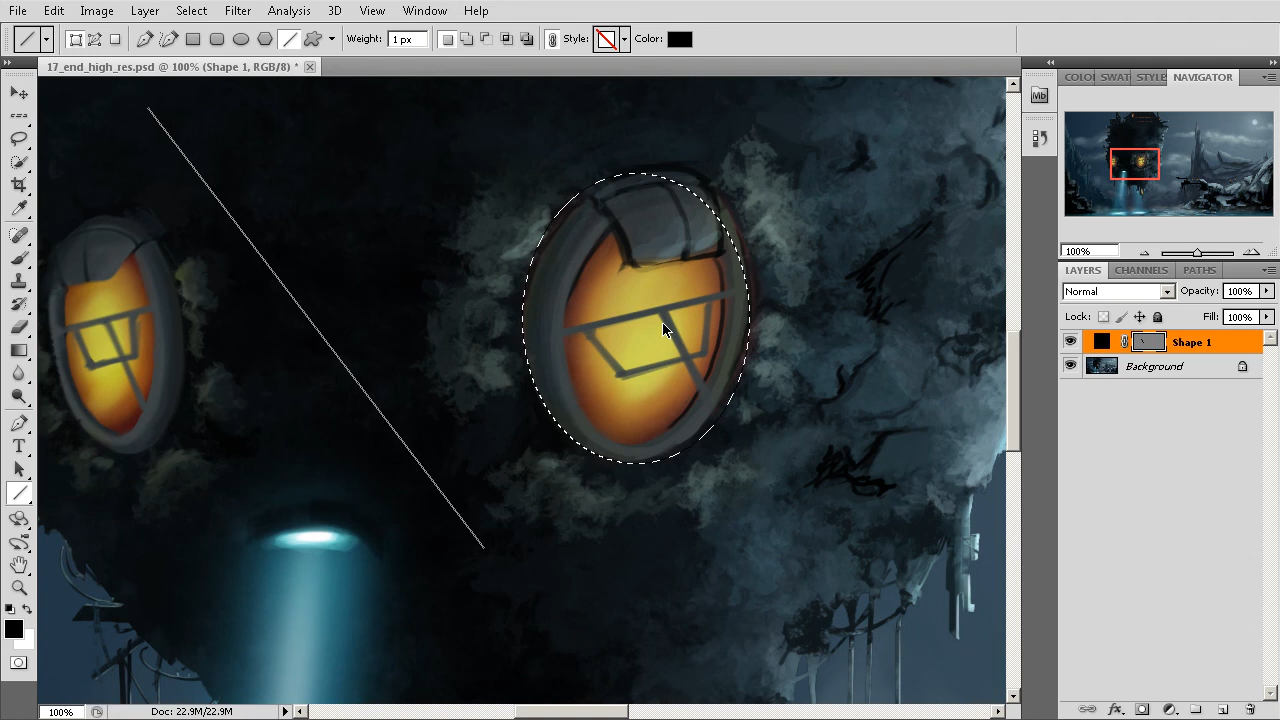 File Edit Image Layer Select Filter Analysis 3D View Window Help
Weight: 1 px Style: Color:
17_end_high_res.psd @ 100% (Shape 1, RGB/8) *
COLO SWAT STYLE NAVIGATOR
Mb
100%
LAYERS CHANNELS PATHS
Normal Opacity: 100%
Lock: Fill: 100%
Shape 1
Background
T
fx
100% Doc: 22.9M/22.9M